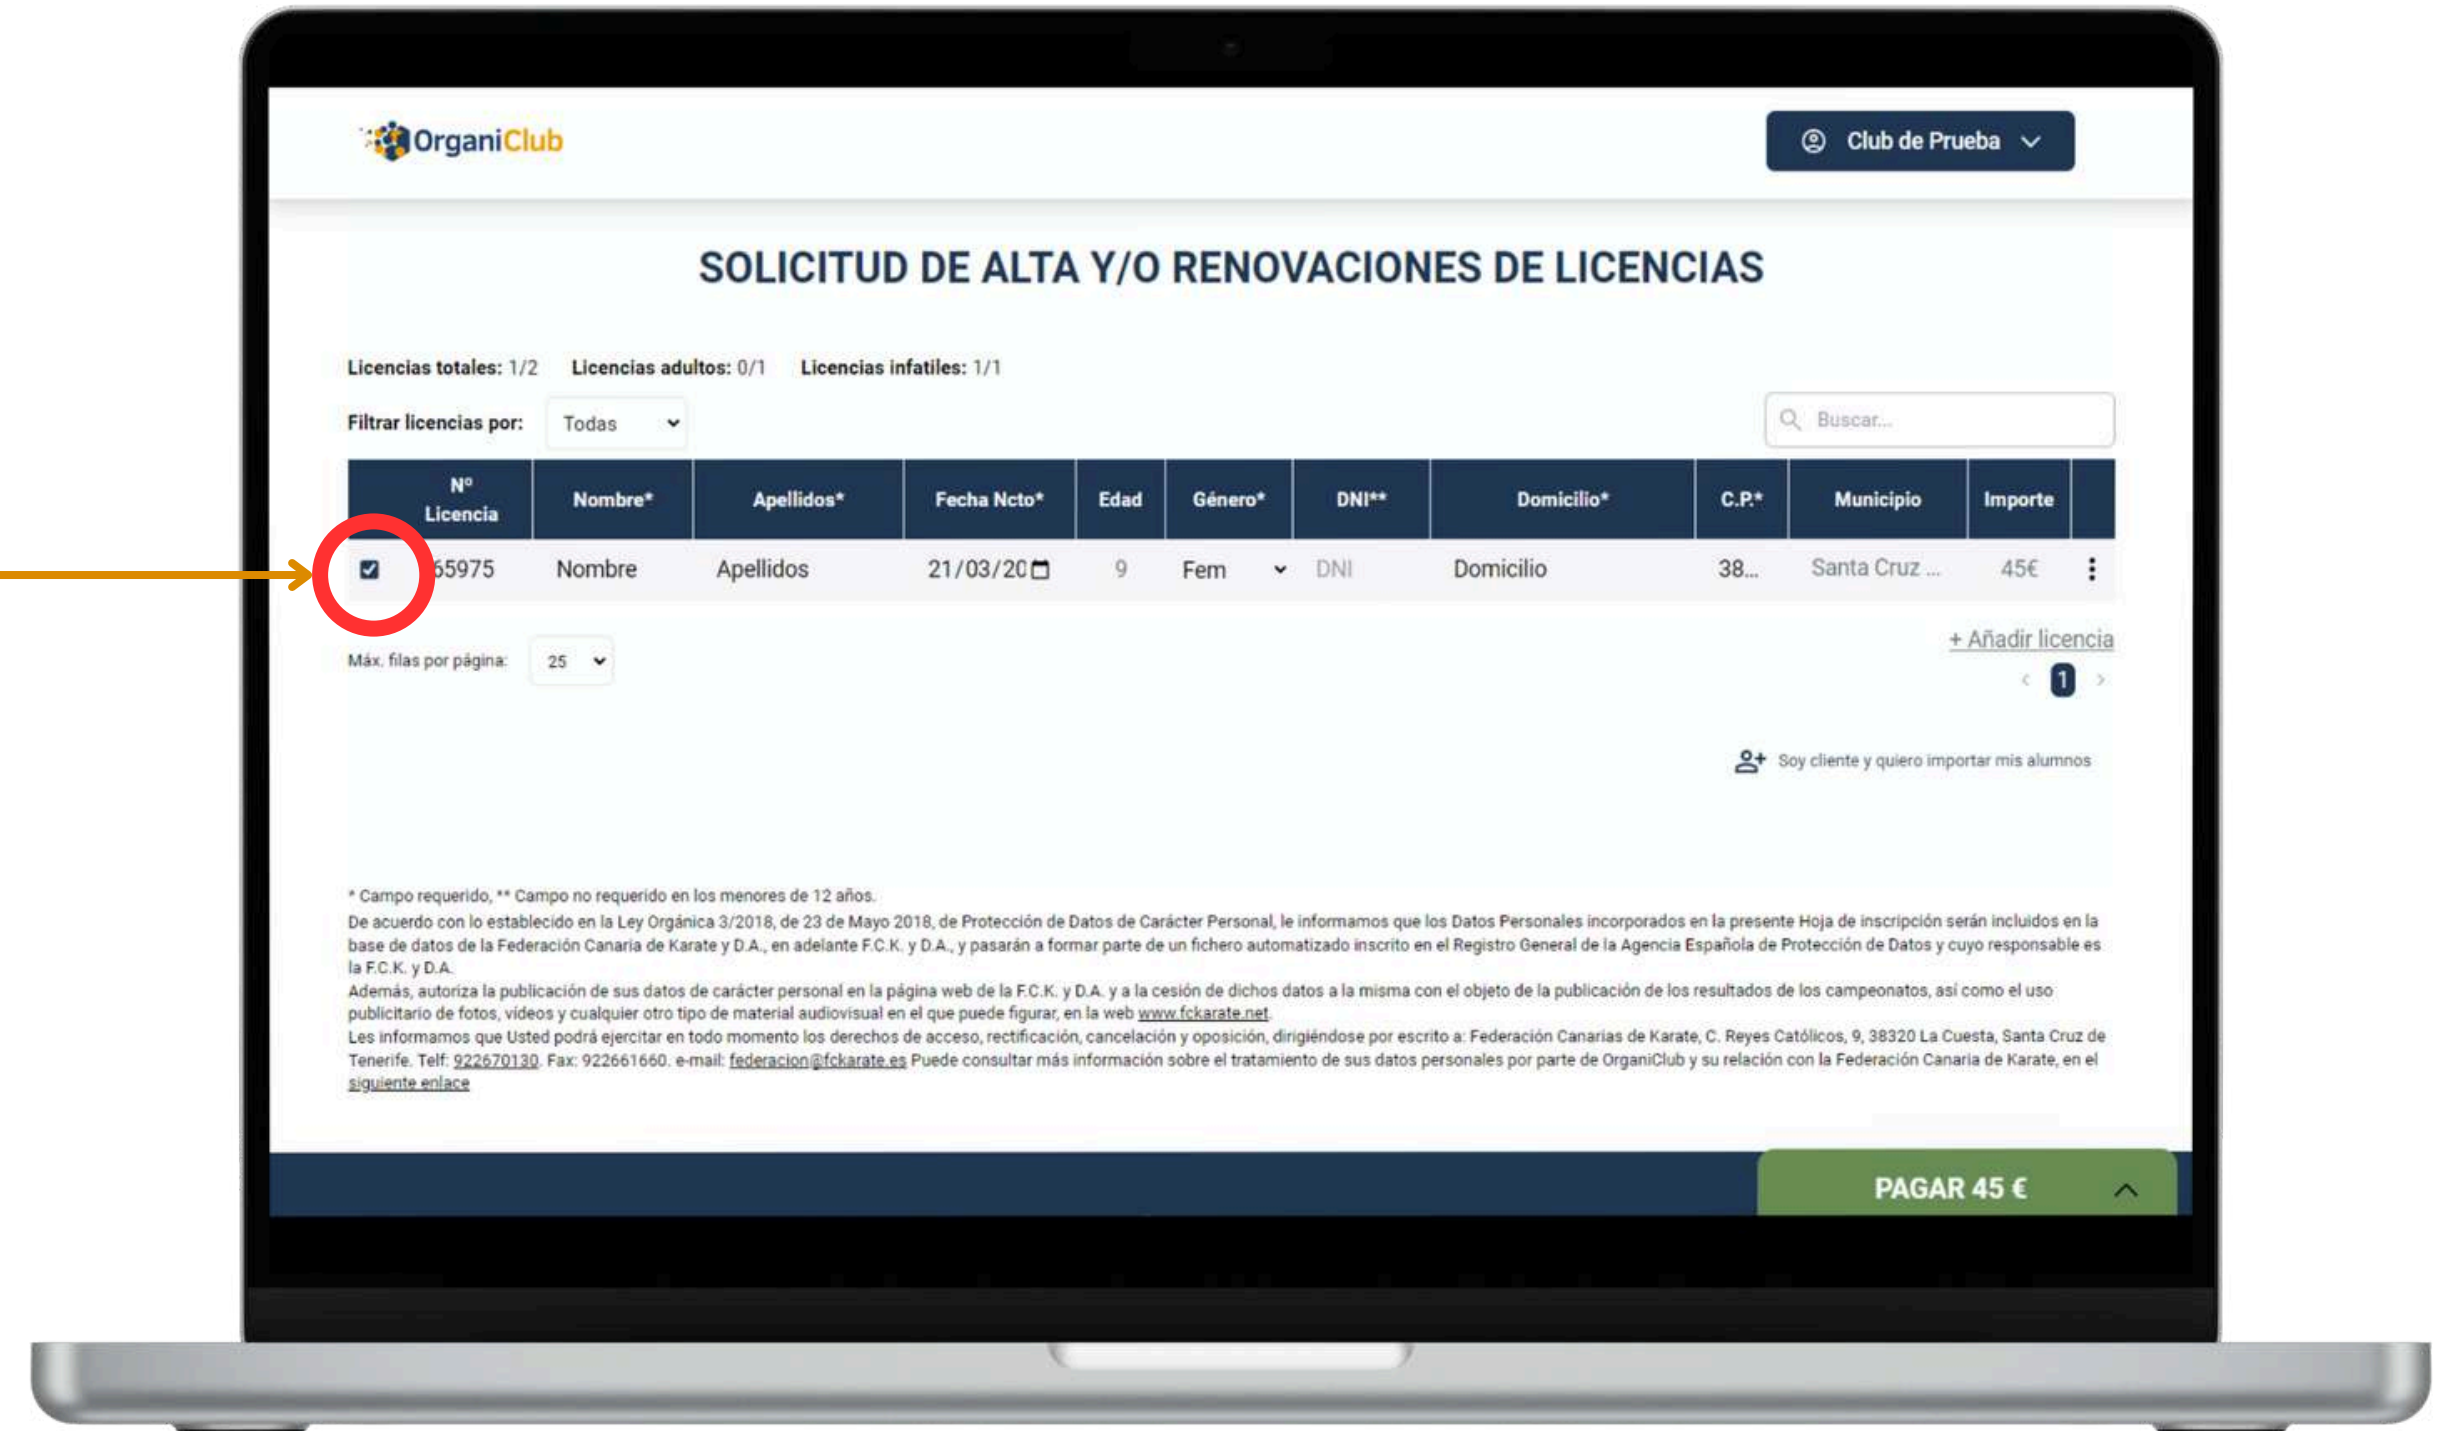 OrganiClub
Club de Prueba
SOLICITUD DE ALTA Y/O RENOVACIONES DE LICENCIAS
Licencias totales: 1/2 Licencias adultos: 0/1 Licencias infatiles: 1/1
Filtrar licencias por: Todas
Buscar...
Nº Licencia Nombre* Apellidos* Fecha Ncto* Edad Género* DNI** Domicilio* C.P.* Municipio Importe
65975 Nombre Apellidos 21/03/20 9 Fem DNI Domicilio 38... Santa Cruz ... 45€
+ Añadir licencia
Máx. filas por página: 25
< 1 >
Soy cliente y quiero importar mis alumnos
* Campo requerido, ** Campo no requerido en los menores de 12 años.
De acuerdo con lo establecido en la Ley Orgánica 3/2018, de 23 de Mayo 2018, de Protección de Datos de Carácter Personal, le informamos que los Datos Personales incorporados en la presente Hoja de inscripción serán incluidos en la
base de datos de la Federación Canaria de Karate y D.A., en adelante F.C.K. y D.A., y pasarán a formar parte de un fichero automatizado inscrito en el Registro General de la Agencia Española de Protección de Datos y cuyo responsable es
la F.C.K. y D.A.
Además, autoriza la publicación de sus datos de carácter personal en la página web de la F.C.K. y D.A. y a la cesión de dichos datos a la misma con el objeto de la publicación de los resultados de los campeonatos, así como el uso
publicitario de fotos, vídeos y cualquier otro tipo de material audiovisual en el que puede figurar, en la web www.fckarate.net.
Les informamos que Usted podrá ejercitar en todo momento los derechos de acceso, rectificación, cancelación y oposición, dirigiéndose por escrito a: Federación Canarias de Karate, C. Reyes Católicos, 9, 38320 La Cuesta, Santa Cruz de
Tenerife. Telf: 922670130. Fax: 922661660. e-mail: federacion@fckarate.es Puede consultar más información sobre el tratamiento de sus datos personales por parte de OrganiClub y su relación con la Federación Canaria de Karate, en el
siguiente enlace
PAGAR 45 €